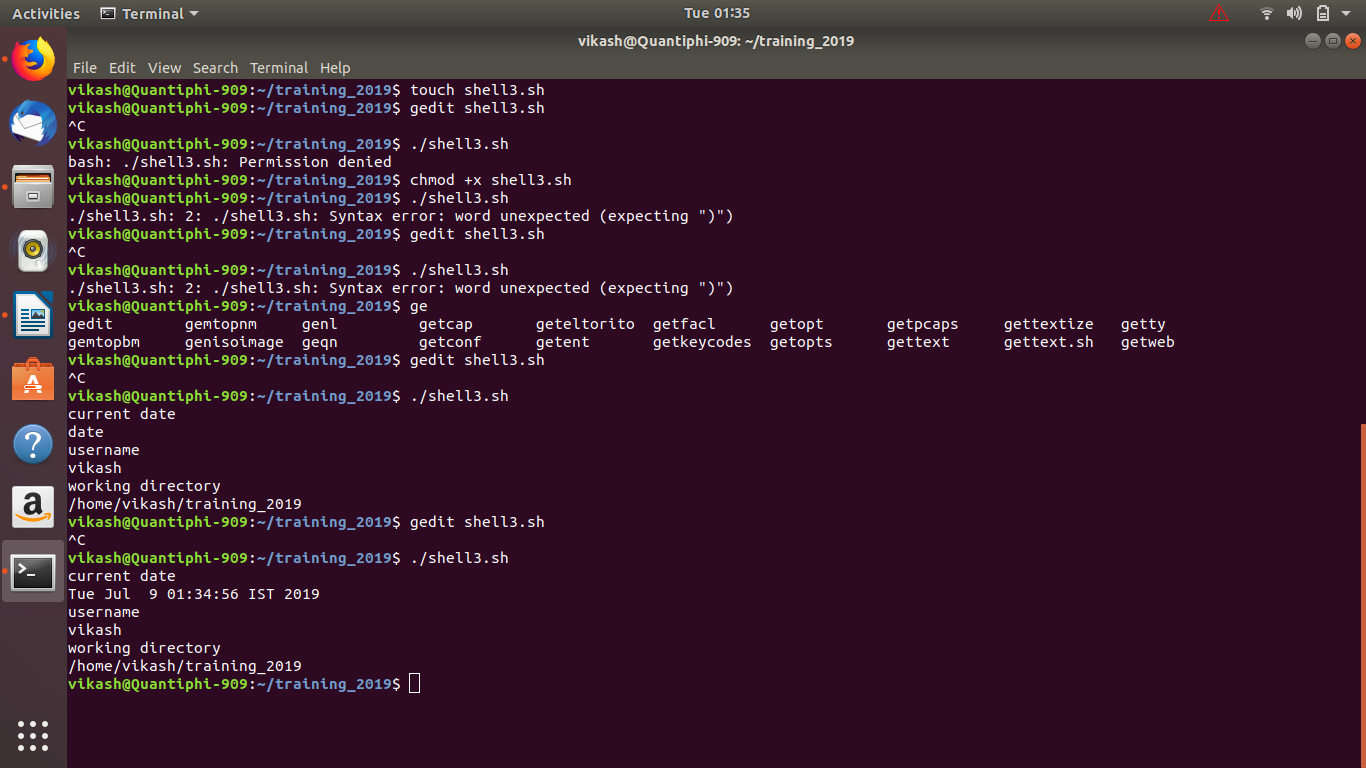 Activities Terminal Tue 01:35
vikash@Quantiphi-909: ~/training_2019
File Edit View Search Terminal Help
vikash@Quantiphi-909:~/training_2019$ touch shell3.sh
vikash@Quantiphi-909:~/training_2019$ gedit shell3.sh
^C
vikash@Quantiphi-909:~/training_2019$ ./shell3.sh
bash: ./shell3.sh: Permission denied
vikash@Quantiphi-909:~/training_2019$ chmod +x shell3.sh
vikash@Quantiphi-909:~/training_2019$ ./shell3.sh
./shell3.sh: 2: ./shell3.sh: Syntax error: word unexpected (expecting ")")
vikash@Quantiphi-909:~/training_2019$ gedit shell3.sh
^C
vikash@Quantiphi-909:~/training_2019$ ./shell3.sh
./shell3.sh: 2: ./shell3.sh: Syntax error: word unexpected (expecting ")")
vikash@Quantiphi-909:~/training_2019$ ge
gedit gemtopnm genl getcap geteltorito getfacl getopt getpcaps gettextize getty
gemtopbm genisoimage geqn getconf getent getkeycodes getopts gettext gettext.sh getweb
vikash@Quantiphi-909:~/training_2019$ gedit shell3.sh
^C
vikash@Quantiphi-909:~/training_2019$ ./shell3.sh
current date
date
username
vikash
working directory
/home/vikash/training_2019
vikash@Quantiphi-909:~/training_2019$ gedit shell3.sh
^C
vikash@Quantiphi-909:~/training_2019$ ./shell3.sh
current date
Tue Jul  9 01:34:56 IST 2019
username
vikash
working directory
/home/vikash/training_2019
vikash@Quantiphi-909:~/training_2019$